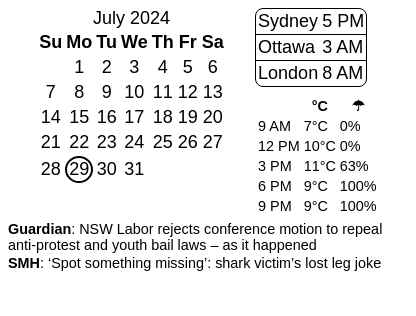 July 2024
Su Mo Tu We Th Fr Sa
1 2 3 4 5 6
7 8 9 10 11 12 13
14 15 16 17 18 19 20
21 22 23 24 25 26 27
28 29 30 31
Sydney 5 PM
Ottawa 3 AM
London 8 AM
°C ☂
9 AM 7°C 0%
12 PM 10°C 0%
3 PM 11°C 63%
6 PM 9°C 100%
9 PM 9°C 100%
Guardian: NSW Labor rejects conference motion to repeal
anti-protest and youth bail laws – as it happened
SMH: ‘Spot something missing’: shark victim’s lost leg joke